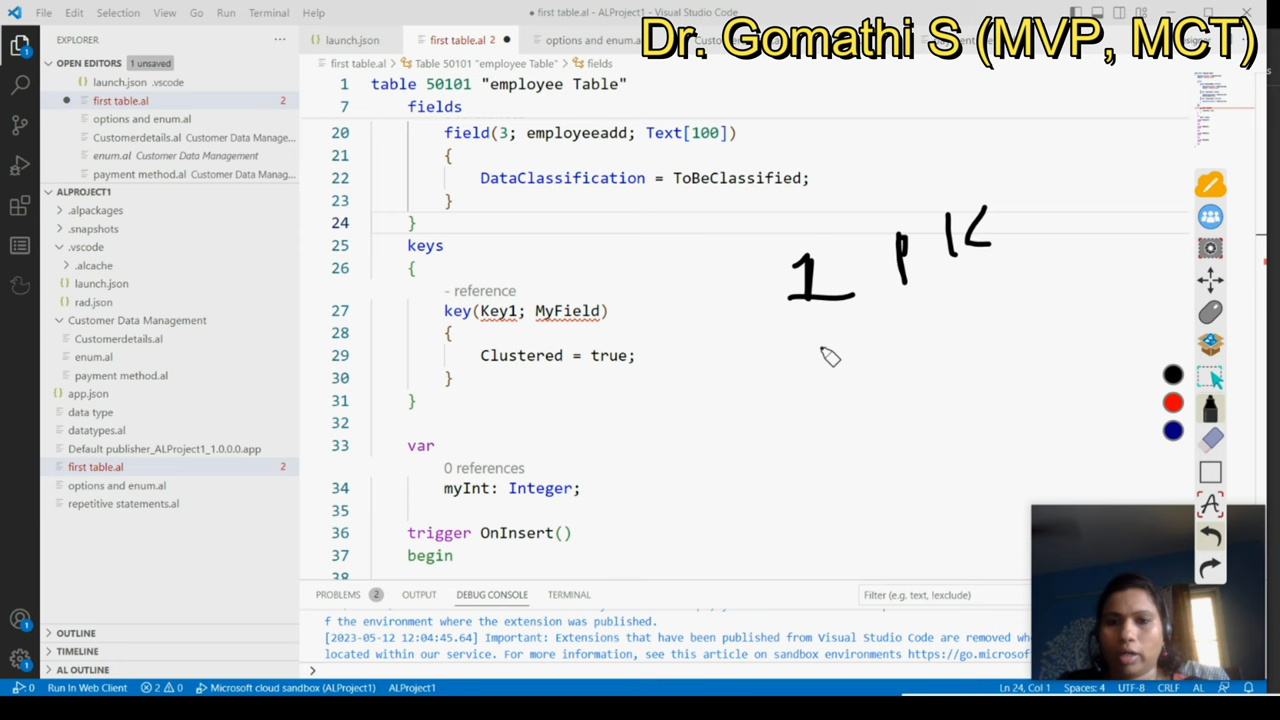 File Edit Selection View Go Run Terminal Help
first table.al - ALProject1 - Visual Studio Code
Dr. Gomathi S (MVP, MCT)
EXPLORER
launch.json
first table.al 2
options and enum.
first table.al > Table 50101 "employee Table" > fields
OPEN EDITORS 1 unsaved
launch.json .vscode
first table.al 2
options and enum.al
Customerdetails.al Customer Data Manage...
enum.al Customer Data Management
payment method.al Customer Data Manag...
ALPROJECT1
.alpackages
.snapshots
.vscode
.alcache
launch.json
rad.json
Customer Data Management
Customerdetails.al
enum.al
payment method.al
app.json
data type
datatypes.al
Default publisher_ALProject1_1.0.0.0.app
first table.al 2
options and enum.al
repetitive statements.al
OUTLINE
TIMELINE
AL OUTLINE
1 table 50101 "employee Table"
7 fields
20 field(3; employeeadd; Text[100])
21 {
22 DataClassification = ToBeClassified;
23 }
24 }
25 keys
26 {
- reference
27 key(Key1; MyField)
28 {
29 Clustered = true;
30 }
31 }
32
33 var
0 references
34 myInt: Integer;
35
36 trigger OnInsert()
37 begin
38
1 PK
PROBLEMS 2 OUTPUT DEBUG CONSOLE TERMINAL
Filter (e.g. text, !exclude)
f the environment where the extension was published.
[2023-05-12 12:04:45.64] Important: Extensions that have been published from Visual Studio Code are removed
located within our service. For more information, see this article on sandbox environments https://go.microsof
>
0 Run In Web Client 2 0 Microsoft cloud sandbox (ALProject1) ALProject1
Ln 24, Col 1 Spaces: 4 UTF-8 CRLF AL